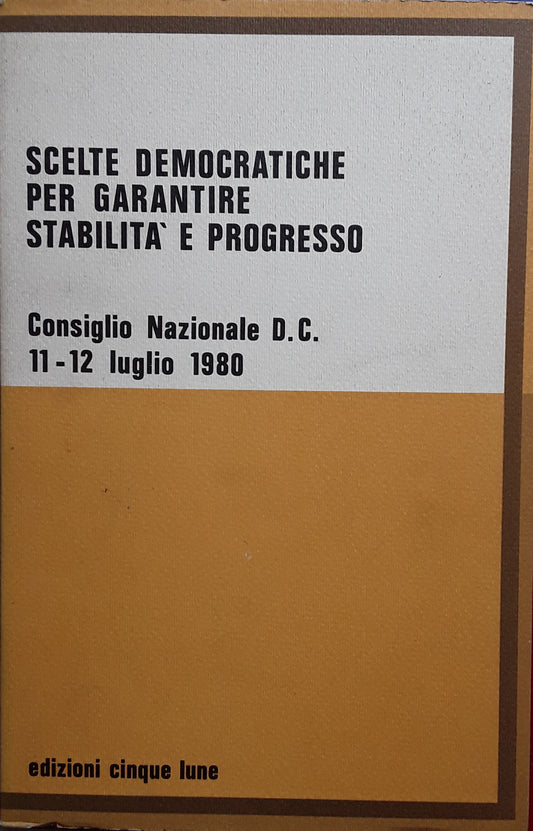 SCELTE DEMOCRATICHE
PER GARANTIRE
STABILITA` E PROGRESSO
Consiglio Nazionale D.C.
11-12 luglio 1980
edizioni cinque lune